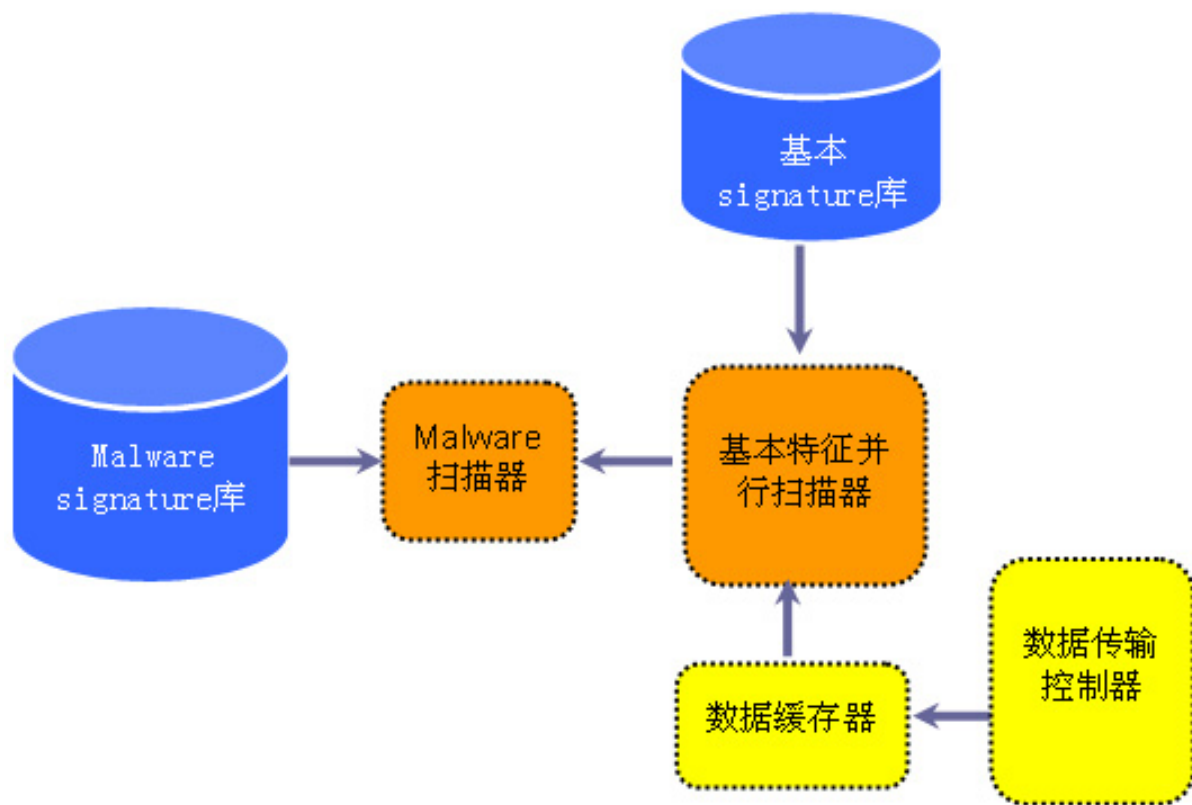 基本
signature库
Malware
signature库
Malware
扫描器
基本特征并
行扫描器
数据缓存器
数据传输
控制器